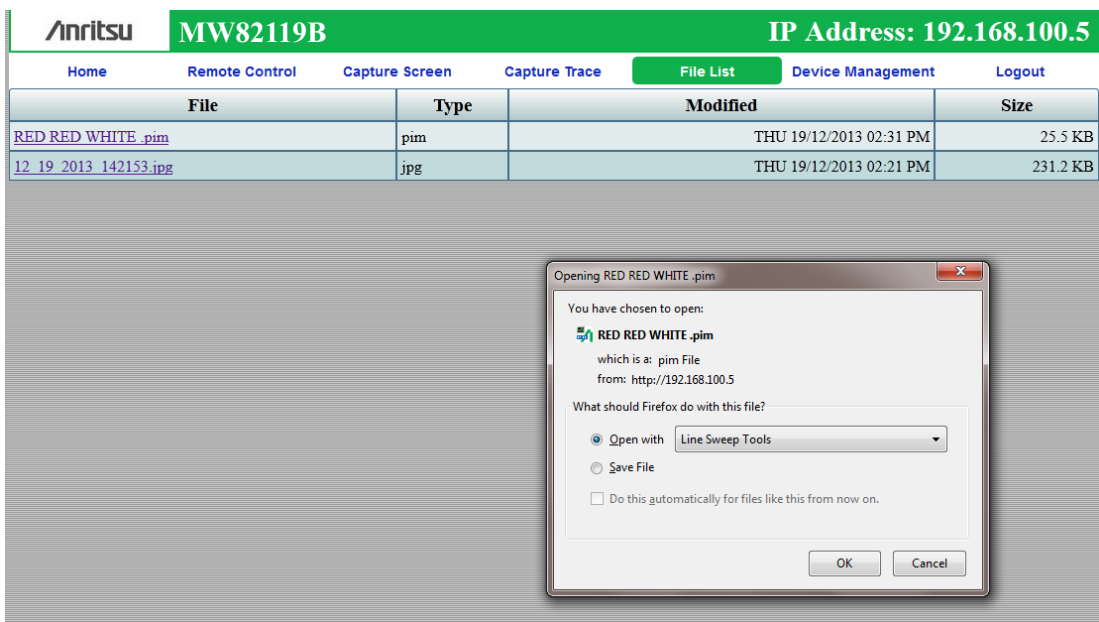 Anritsu MW82119B IP Address: 192.168.100.5
Home Remote Control Capture Screen Capture Trace File List Device Management Logout
File Type Modified Size
RED RED WHITE .pim pim THU 19/12/2013 02:31 PM 25.5 KB
12_19_2013_142153.jpg jpg THU 19/12/2013 02:21 PM 231.2 KB
Opening RED RED WHITE .pim
You have chosen to open:
RED RED WHITE .pim
which is a: pim File
from: http://192.168.100.5
What should Firefox do with this file?
Open with Line Sweep Tools
Save File
Do this automatically for files like this from now on.
OK Cancel